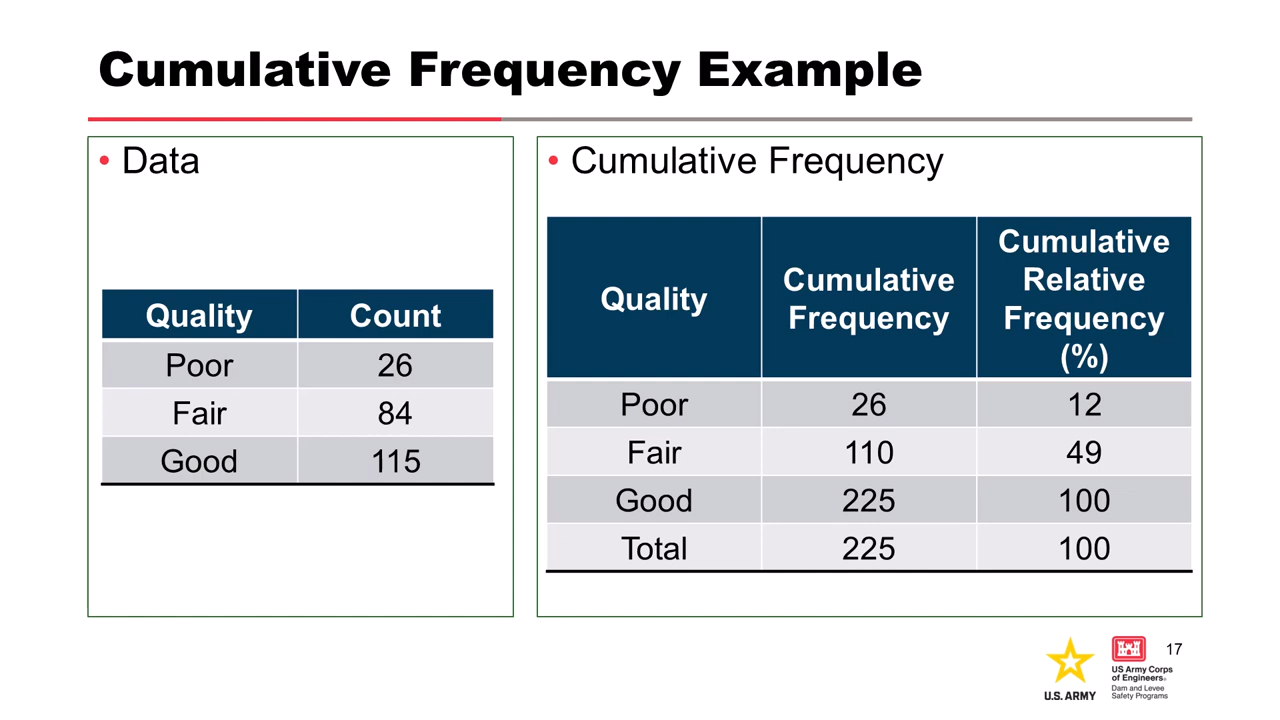 Cumulative Frequency Example
• Data
Quality Count
Poor 26
Fair 84
Good 115
• Cumulative Frequency
Quality Cumulative Frequency Cumulative Relative Frequency (%)
Poor 26 12
Fair 110 49
Good 225 100
Total 225 100
U.S. ARMY
US Army Corps
of Engineers®
Dam and Levee
Safety Programs
17